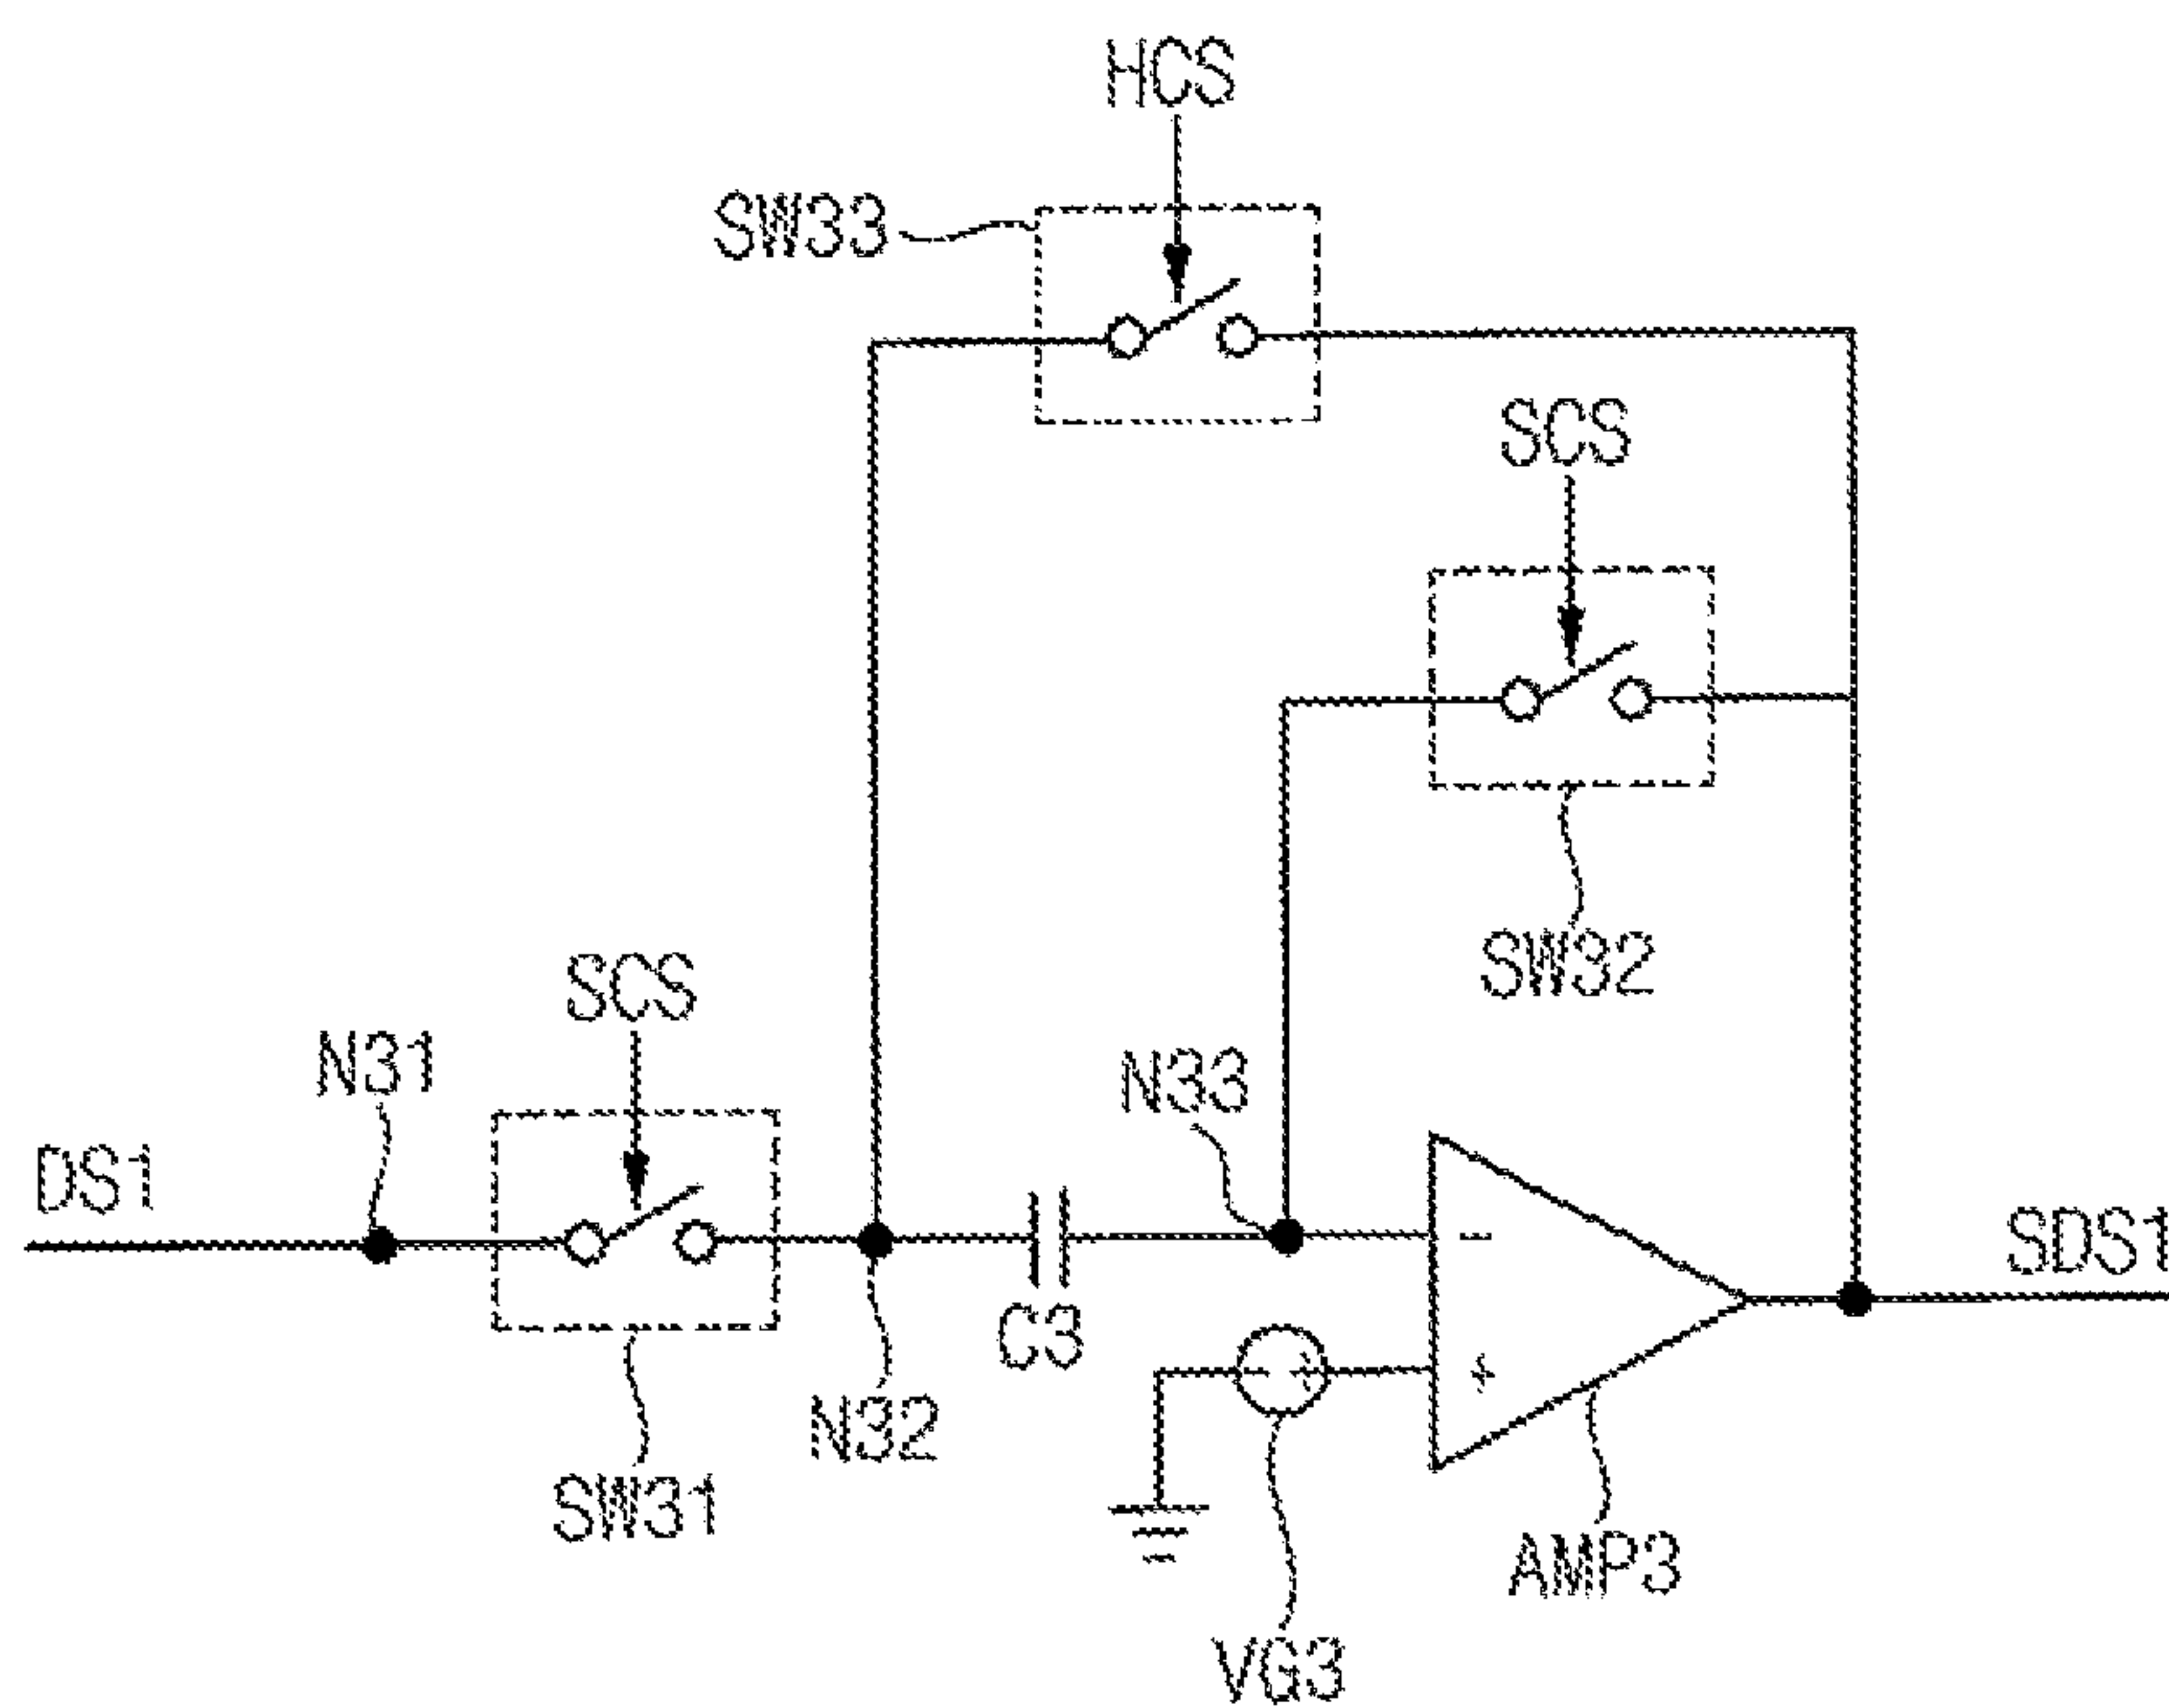 HCS
SW33
SCS
SW32
SCS
N31
N33
DS1
SDS1
C3
N32
SW31
-
+
AMP3
VG3